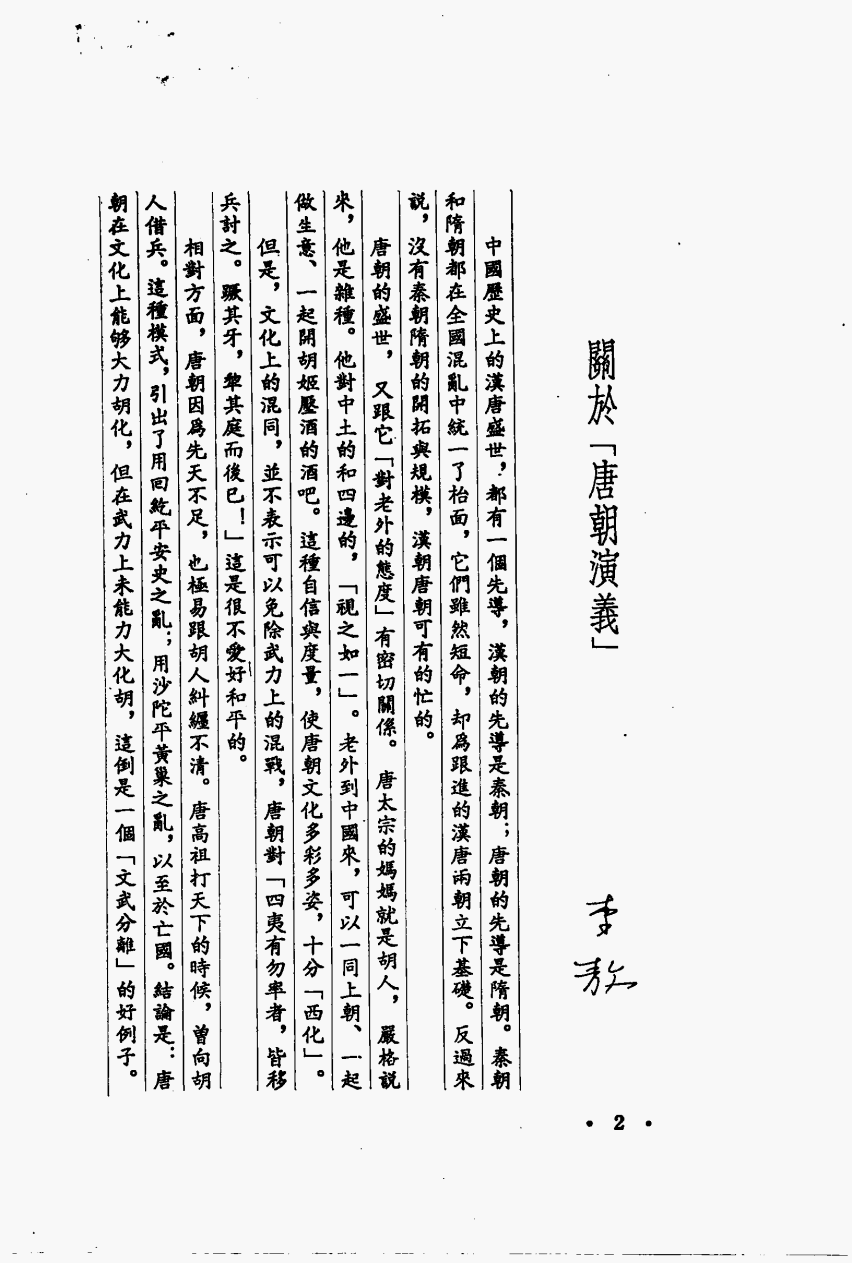 關於「唐朝演義」
李敖
中國歷史上的漢唐盛世，都有一個先導，漢朝的先導是秦朝；唐朝的先導是隋朝。秦朝
和隋朝都在全國混亂中統一了枱面，它們雖然短命，却為跟進的漢唐兩朝立下基礎。反過來
說，沒有秦朝隋朝的開拓與規模，漢朝唐朝可有的忙的。
唐朝的盛世，又跟它「對老外的態度」有密切關係。唐太宗的媽媽就是胡人，嚴格說
來，他是雜種。他對中土的和四邊的，「視之如一」。老外到中國來，可以一同上朝、一起
做生意、一起開胡姬壓酒的酒吧。這種自信與度量，使唐朝文化多彩多姿，十分「西化」。
但是，文化上的混同，並不表示可以免除武力上的混戰，唐朝對「四夷有勿率者，皆移
兵討之。蹶其牙，犂其庭而後已！」這是很不愛好和平的。
相對方面，唐朝因為先天不足，也極易跟胡人糾纏不清。唐高祖打天下的時候，曾向胡
人借兵。這種模式，引出了用回紇平安史之亂；用沙陀平黃巢之亂，以至於亡國。結論是：唐
朝在文化上能够大力胡化，但在武力上未能力大化胡，這倒是一個「文武分離」的好例子。
• 2 •